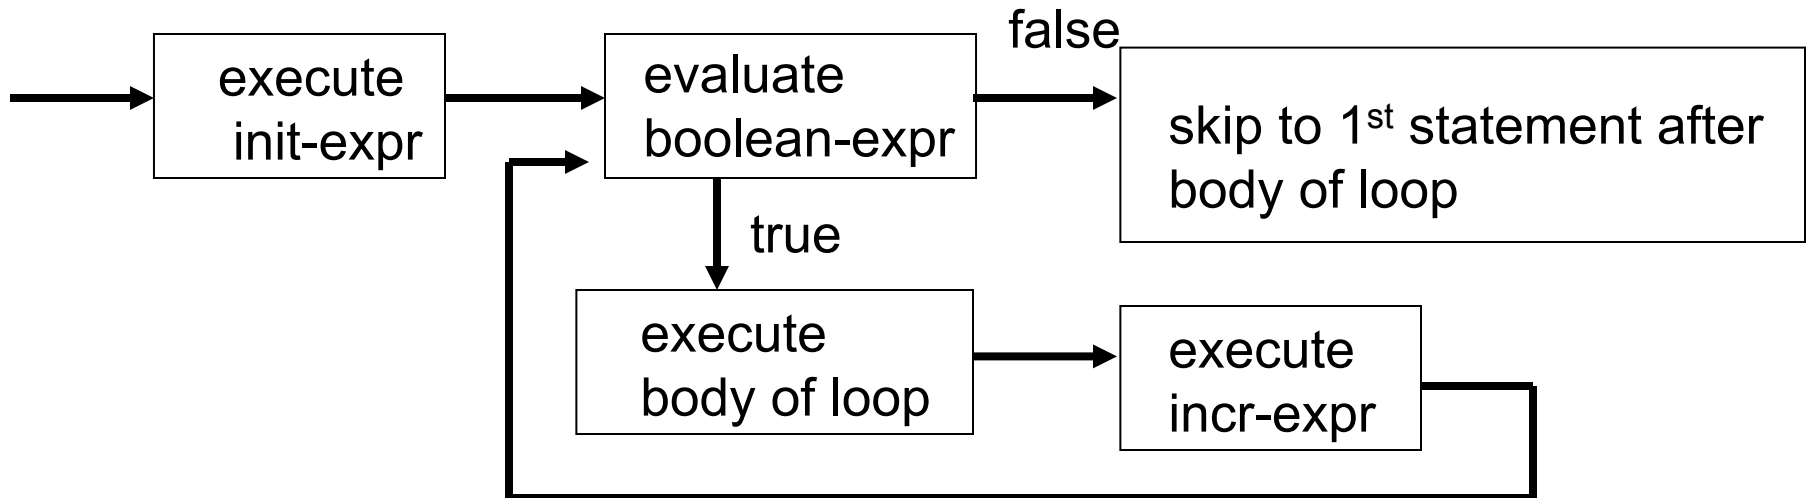 execute
init-expr
evaluate
boolean-expr
false
skip to 1st statement after
body of loop
true
execute
body of loop
execute
incr-expr